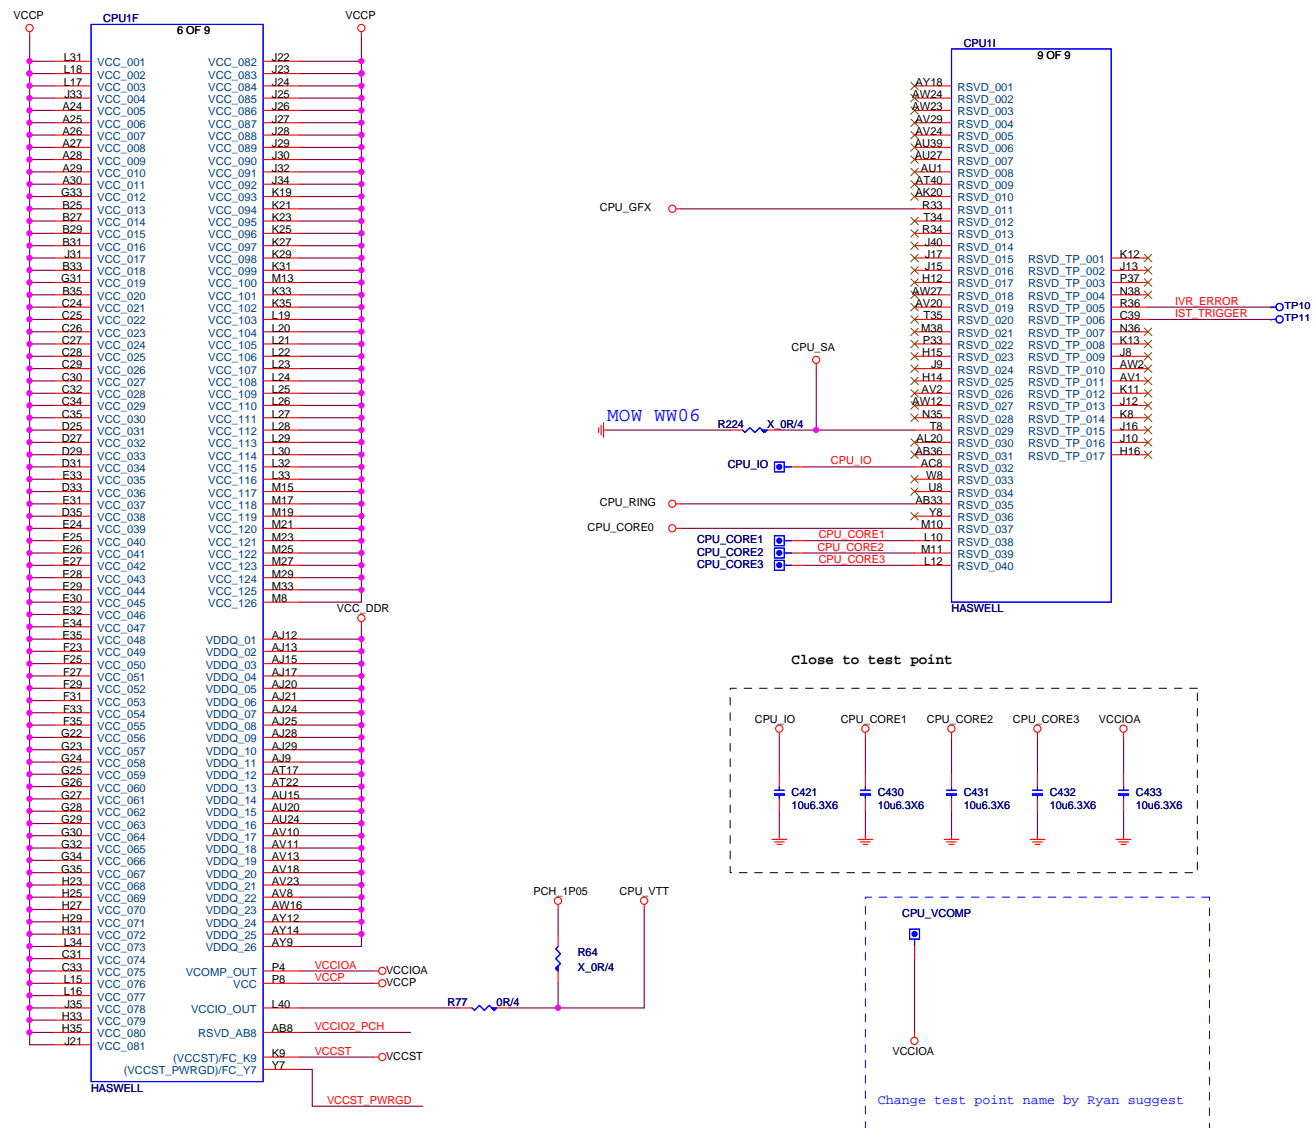 VCCP
CPU1F
VCCP
6 OF 9
L31 VCC_001 VCC_082 J22
L18 VCC_002 VCC_083 J23
L17 VCC_003 VCC_084 J24
J33 VCC_004 VCC_085 J25
A24 VCC_005 VCC_086 J26
A25 VCC_006 VCC_087 J27
A26 VCC_007 VCC_088 J28
A27 VCC_008 VCC_089 J29
A28 VCC_009 VCC_090 J30
A29 VCC_010 VCC_091 J32
A30 VCC_011 VCC_092 J34
G33 VCC_012 VCC_093 K19
B25 VCC_013 VCC_094 K21
B27 VCC_014 VCC_095 K23
B29 VCC_015 VCC_096 K25
B31 VCC_016 VCC_097 K27
J31 VCC_017 VCC_098 K29
B33 VCC_018 VCC_099 K31
G31 VCC_019 VCC_100 M13
B35 VCC_020 VCC_101 K33
C24 VCC_021 VCC_102 K35
C25 VCC_022 VCC_103 L19
C26 VCC_023 VCC_104 L20
C27 VCC_024 VCC_105 L21
C28 VCC_025 VCC_106 L22
C29 VCC_026 VCC_107 L23
C30 VCC_027 VCC_108 L24
C32 VCC_028 VCC_109 L25
C34 VCC_029 VCC_110 L26
C35 VCC_030 VCC_111 L27
D25 VCC_031 VCC_112 L28
D27 VCC_032 VCC_113 L29
D29 VCC_033 VCC_114 L30
D31 VCC_034 VCC_115 L32
E33 VCC_035 VCC_116 L33
D33 VCC_036 VCC_117 M15
E31 VCC_037 VCC_118 M17
D35 VCC_038 VCC_119 M19
E24 VCC_039 VCC_120 M21
E25 VCC_040 VCC_121 M23
E26 VCC_041 VCC_122 M25
E27 VCC_042 VCC_123 M27
E28 VCC_043 VCC_124 M29
E29 VCC_044 VCC_125 M33
E30 VCC_045 VCC_126 M8
E32 VCC_046
VCC_DDR
E34 VCC_047
E35 VCC_048 VDDQ_01 AJ12
F23 VCC_049 VDDQ_02 AJ13
F25 VCC_050 VDDQ_03 AJ15
F27 VCC_051 VDDQ_04 AJ17
F29 VCC_052 VDDQ_05 AJ20
F31 VCC_053 VDDQ_06 AJ21
F33 VCC_054 VDDQ_07 AJ24
F35 VCC_055 VDDQ_08 AJ25
G22 VCC_056 VDDQ_09 AJ28
G23 VCC_057 VDDQ_10 AJ29
G24 VCC_058 VDDQ_11 AJ9
G25 VCC_059 VDDQ_12 AT17
G26 VCC_060 VDDQ_13 AT22
G27 VCC_061 VDDQ_14 AU15
G28 VCC_062 VDDQ_15 AU20
G29 VCC_063 VDDQ_16 AU24
G30 VCC_064 VDDQ_17 AV10
G32 VCC_065 VDDQ_18 AV11
G34 VCC_066 VDDQ_19 AV13
G35 VCC_067 VDDQ_20 AV18
H23 VCC_068 VDDQ_21 AV23
H25 VCC_069 VDDQ_22 AV8
H27 VCC_070 VDDQ_23 AW16
H29 VCC_071 VDDQ_24 AY12
H31 VCC_072 VDDQ_25 AY14
L34 VCC_073 VDDQ_26 AY9
C31 VCC_074
C33 VCC_075 VCOMP_OUT P4 VCCIOA VCCIOA
L15 VCC_076 VCC P8 VCCP VCCP
L16 VCC_077
J35 VCC_078 VCCIO_OUT L40
H33 VCC_079
H35 VCC_080 RSVD_AB8 AB8 VCCIO2_PCH
J21 VCC_081
(VCCST)/FC_K9 K9 VCCST VCCST
(VCCST_PWRGD)/FC_Y7 Y7
HASWELL
VCCST_PWRGD
PCH_1P05
CPU_VTT
R64
X_0R/4
R77 0R/4
CPU1I
9 OF 9
AY18 RSVD_001
AW24 RSVD_002
AW23 RSVD_003
AV29 RSVD_004
AV24 RSVD_005
AU39 RSVD_006
AU27 RSVD_007
AU1 RSVD_008
AT40 RSVD_009
AK20 RSVD_010
CPU_GFX R33 RSVD_011
T34 RSVD_012
R34 RSVD_013
J40 RSVD_014
J17 RSVD_015 RSVD_TP_001 K12
J15 RSVD_016 RSVD_TP_002 J13
H12 RSVD_017 RSVD_TP_003 P37
AW27 RSVD_018 RSVD_TP_004 N38
AV20 RSVD_019 RSVD_TP_005 R36 IVR_ERROR TP10
T35 RSVD_020 RSVD_TP_006 C39 IST_TRIGGER TP11
M38 RSVD_021 RSVD_TP_007 N36
P33 RSVD_022 RSVD_TP_008 K13
H15 RSVD_023 RSVD_TP_009 J8
J9 RSVD_024 RSVD_TP_010 AW2
H14 RSVD_025 RSVD_TP_011 AV1
AV2 RSVD_026 RSVD_TP_012 K11
AW12 RSVD_027 RSVD_TP_013 J12
N35 RSVD_028 RSVD_TP_014 K8
T8 RSVD_029 RSVD_TP_015 J16
AL20 RSVD_030 RSVD_TP_016 J10
AB36 RSVD_031 RSVD_TP_017 H16
CPU_SA
MOW WW06
R224 X_0R/4
CPU_IO CPU_IO AC8 RSVD_032
W8 RSVD_033
U8 RSVD_034
CPU_RING AB33 RSVD_035
Y8 RSVD_036
CPU_CORE0 M10 RSVD_037
CPU_CORE1 CPU_CORE1 L10 RSVD_038
CPU_CORE2 CPU_CORE2 M11 RSVD_039
CPU_CORE3 CPU_CORE3 L12 RSVD_040
HASWELL
Close to test point
CPU_IO CPU_CORE1 CPU_CORE2 CPU_CORE3 VCCIOA
C421 C430 C431 C432 C433
10u6.3X6 10u6.3X6 10u6.3X6 10u6.3X6 10u6.3X6
CPU_VCOMP
VCCIOA
Change test point name by Ryan suggest